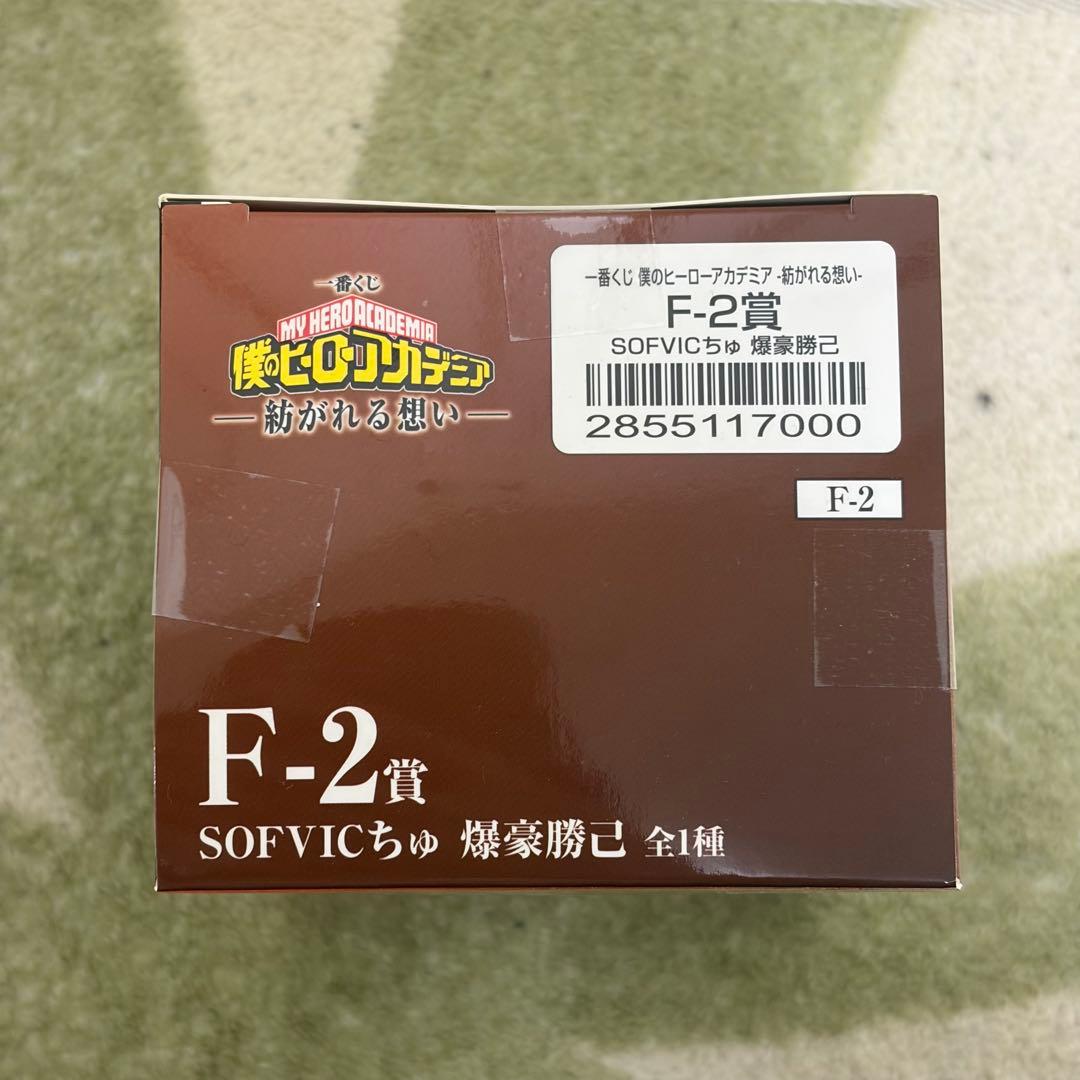 一番くじ
MY HERO ACADEMIA
僕のヒーローアカデミア
―紡がれる想い―
一番くじ 僕のヒーローアカデミア -紡がれる想い-
F-2賞
SOFVICちゅ 爆豪勝己
2855117000
F-2
F-2賞
SOFVICちゅ 爆豪勝己 全1種